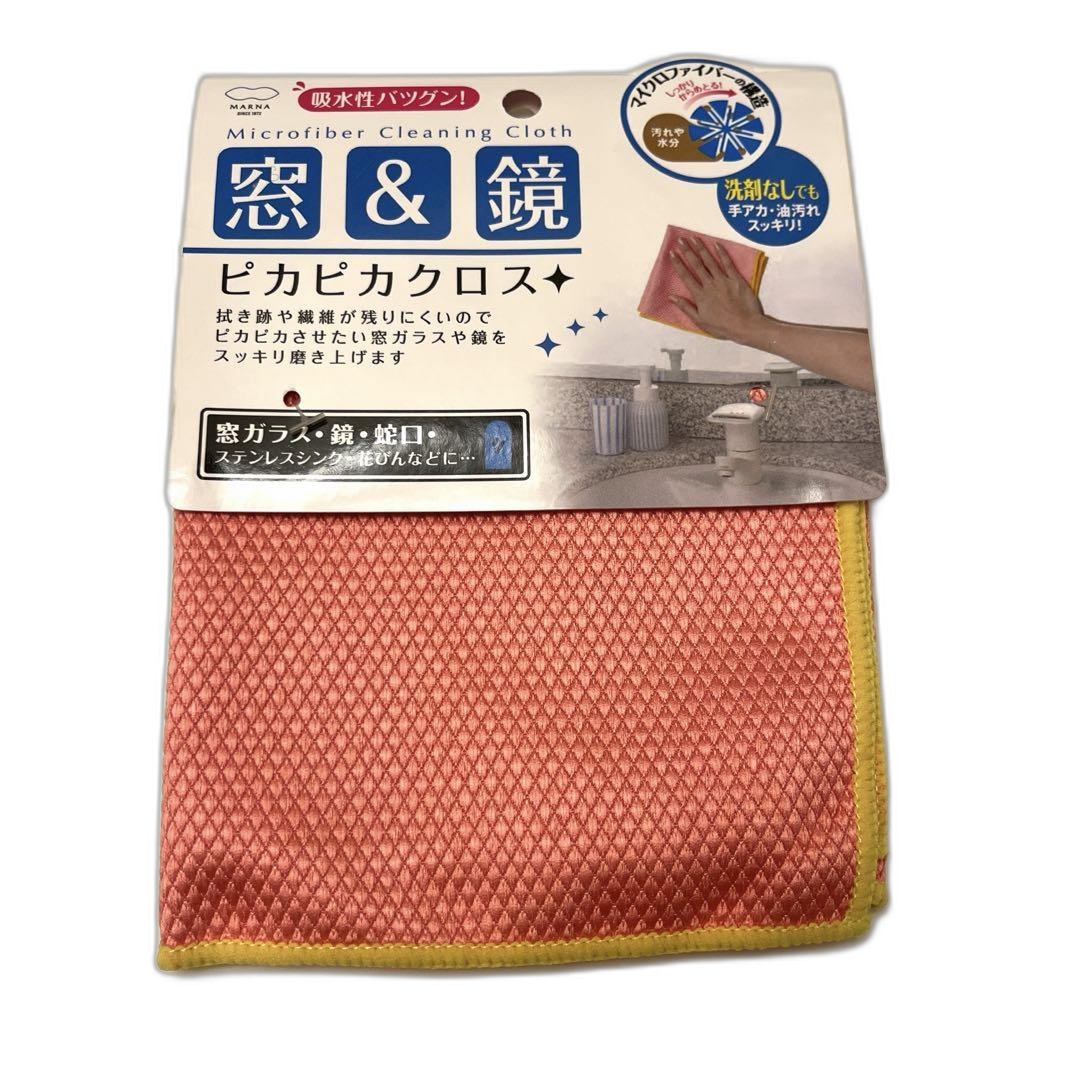 MARNA
SINCE 1872
吸水性バツグン!
Microfiber Cleaning Cloth
窓&鏡
ピカピカクロス
拭き跡や繊維が残りにくいので
ピカピカさせたい窓ガラスや鏡を
スッキリ磨き上げます
窓ガラス・鏡・蛇口・
ステンレスシンク・花びんなどに…
マイクロファイバーの構造
しっかり
からめとる!
汚れや
水分
洗剤なしでも
手アカ・油汚れ
スッキリ!